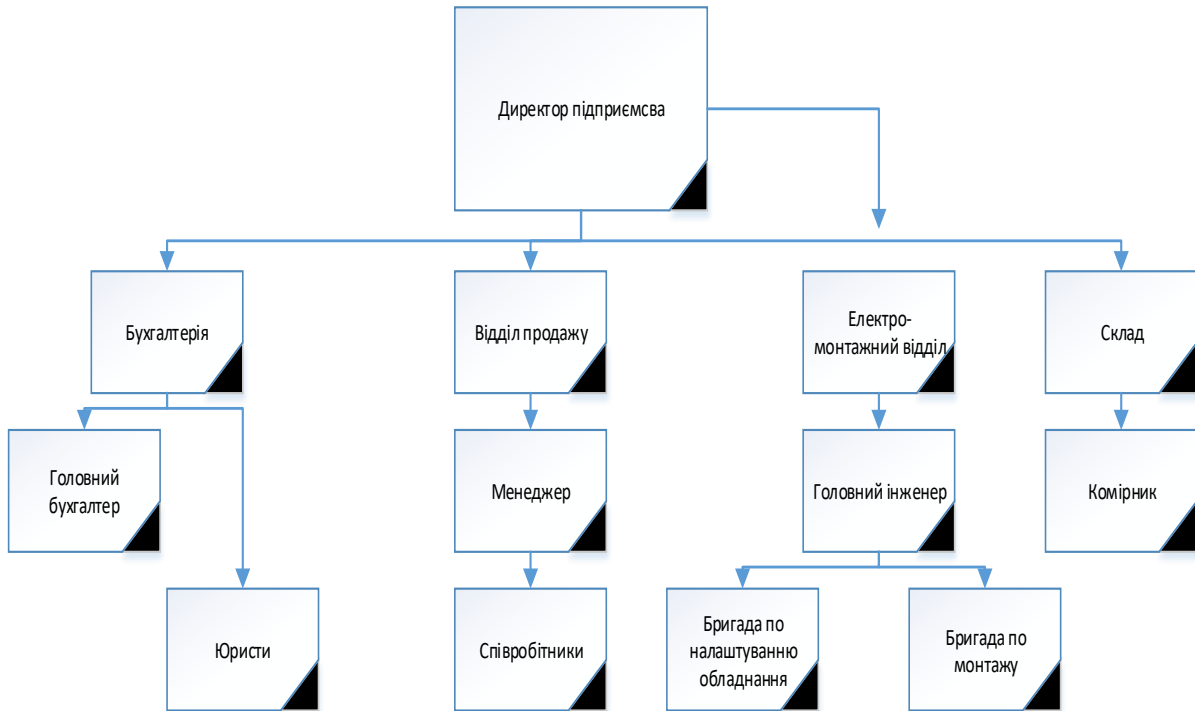 Директор підприємсва
Бухгалтерія
Відділ продажу
Електро-
монтажний відділ
Склад
Головний
бухгалтер
Менеджер
Головний інженер
Комірник
Юристи
Співробітники
Бригада по
налаштуванню
обладнання
Бригада по
монтажу